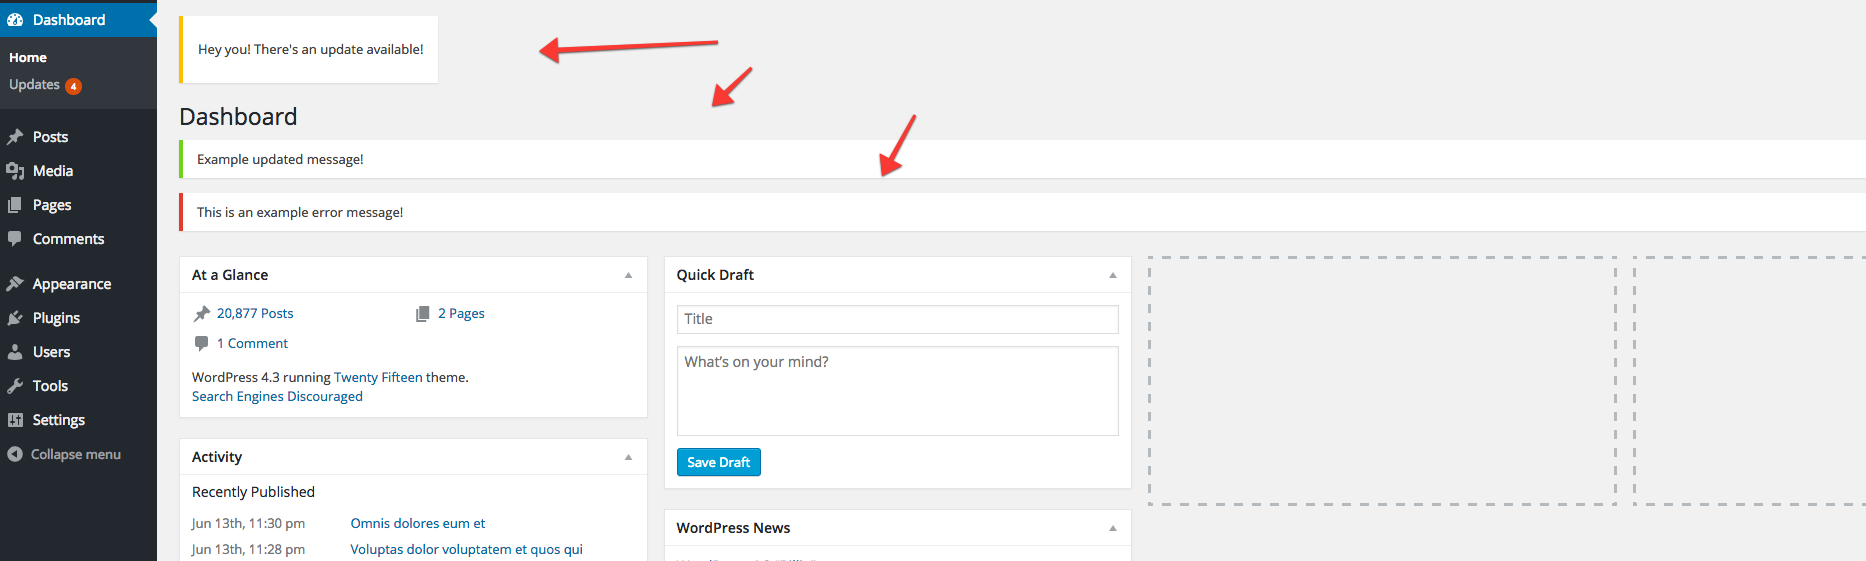 Dashboard
Home
Updates 4
Posts
Media
Pages
Comments
Appearance
Plugins
Users
Tools
Settings
Collapse menu
Hey you! There's an update available!
Dashboard
Example updated message!
This is an example error message!
At a Glance
20,877 Posts
2 Pages
1 Comment
WordPress 4.3 running Twenty Fifteen theme.
Search Engines Discouraged
Activity
Recently Published
Jun 13th, 11:30 pm Omnis dolores eum et
Jun 13th, 11:28 pm Voluptas dolor voluptatem et quos qui
Quick Draft
Title
What's on your mind?
Save Draft
WordPress News